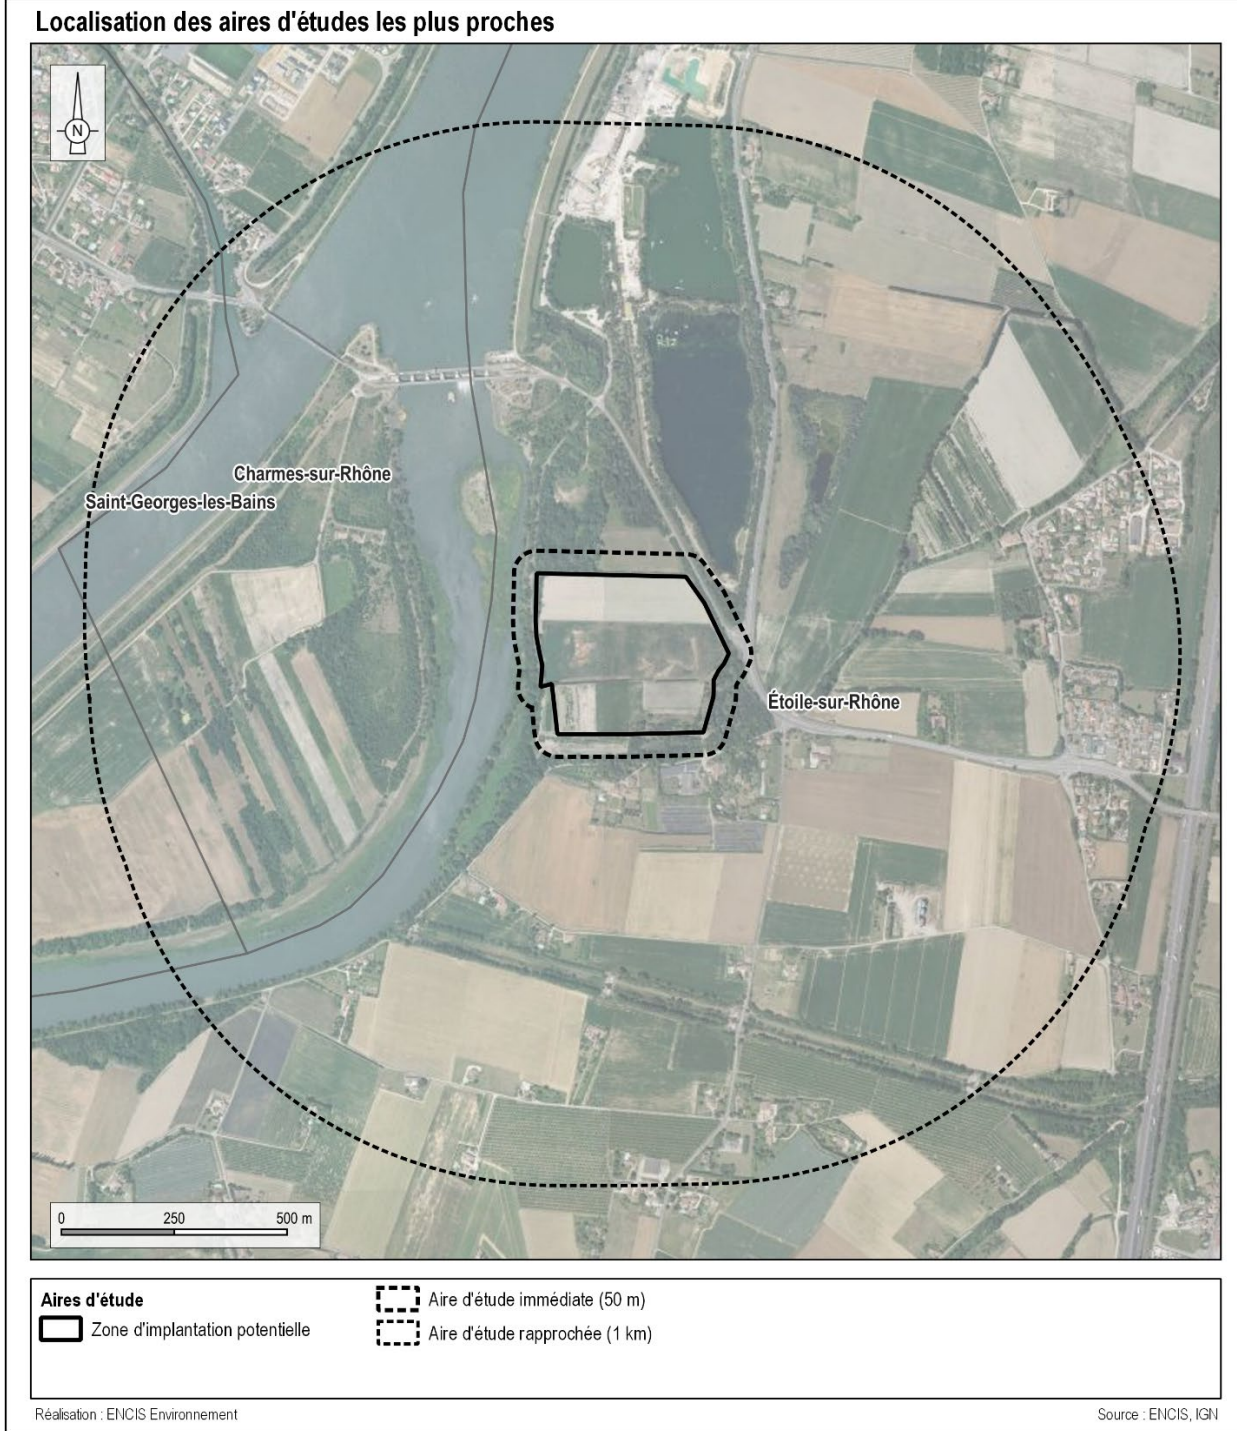 Localisation des aires d'études les plus proches
N
Charmes-sur-Rhône
Saint-Georges-les-Bains
Étoile-sur-Rhône
0 250 500 m
Aires d'étude
Zone d'implantation potentielle
Aire d'étude immédiate (50 m)
Aire d'étude rapprochée (1 km)
Réalisation : ENCIS Environnement
Source : ENCIS, IGN